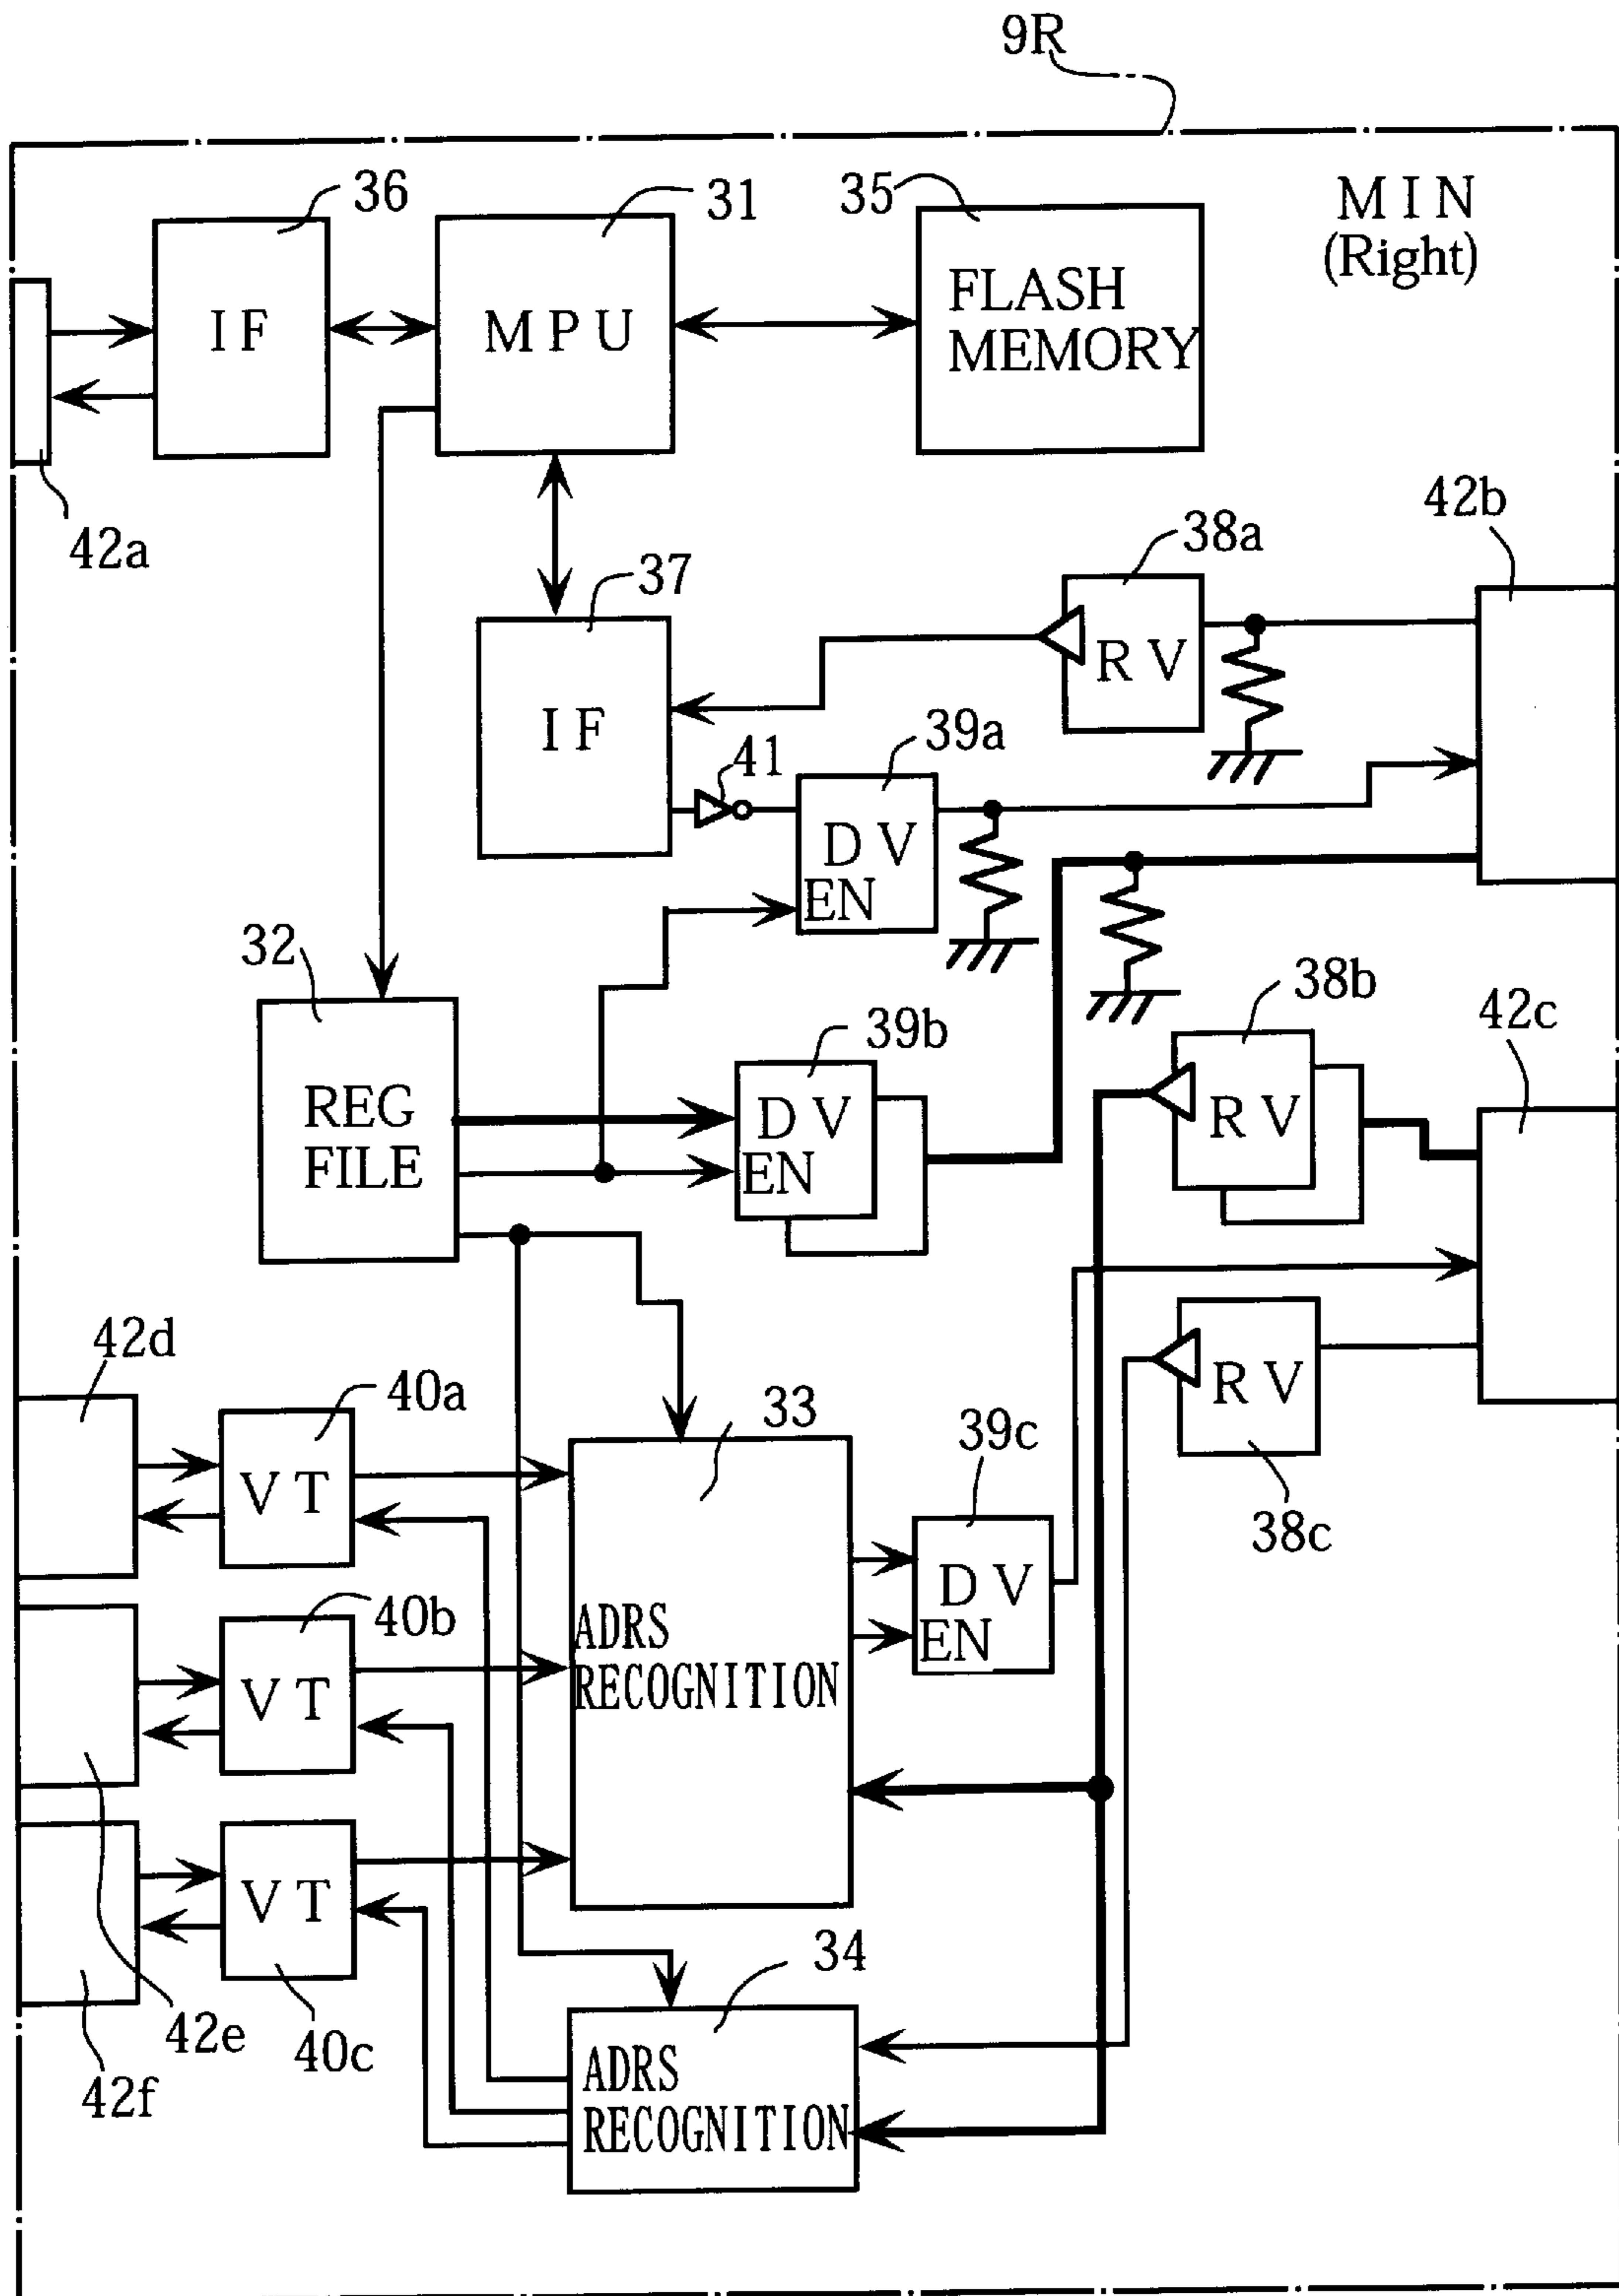 9R
MIN
(Right)
36
31
35
IF
MPU
FLASH
MEMORY
42a
42b
38a
37
RV
IF
41
39a
DV
EN
32
39b
38b
42c
REG
FILE
DV
EN
RV
42d
40a
33
39c
RV
38c
VT
DV
EN
40b
ADRS
RECOGNITION
VT
VT
34
42e
40c
42f
ADRS
RECOGNITION